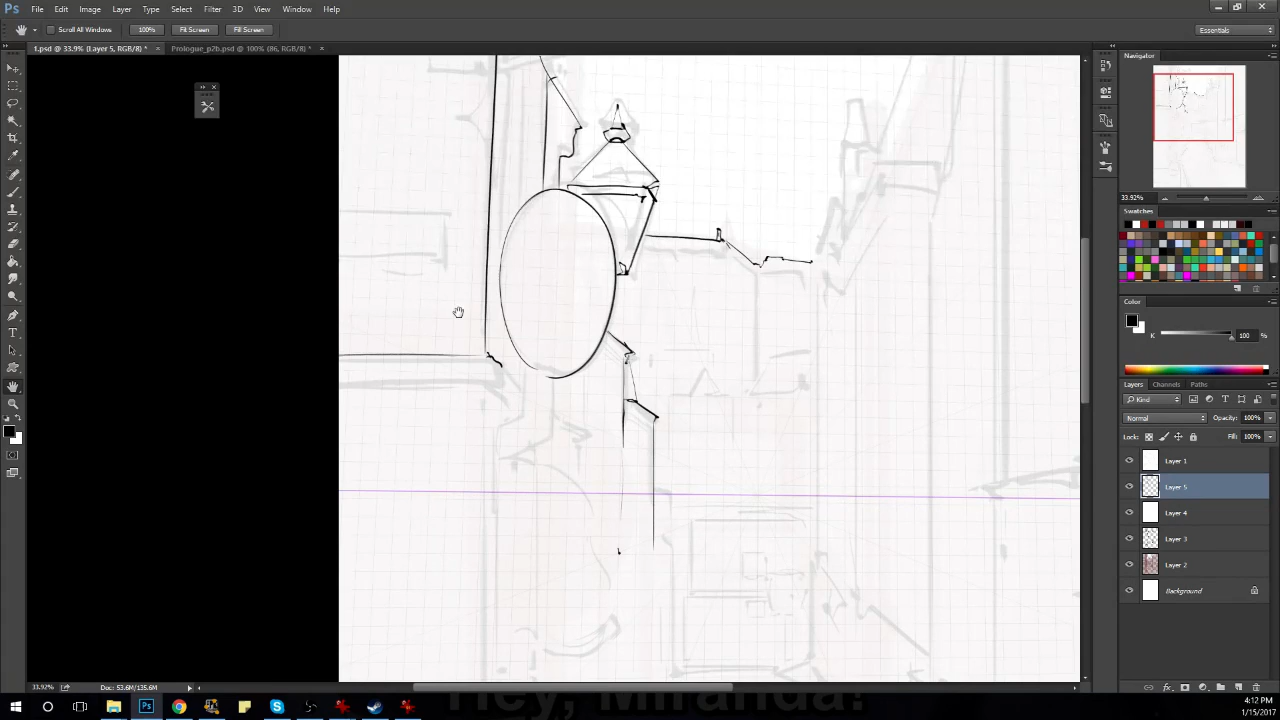 Ps File Edit Image Layer Type Select Filter 3D View Window Help
Scroll All Windows 100% Fit Screen Fill Screen Essentials
1.psd @ 33.9% (Layer 5, RGB/8) * × Prologue_p2b.psd @ 100% (86, RGB/8) * ×
Navigator
33.92%
Swatches
Color
K 100 %
Layers Channels Paths
Kind
Normal Opacity: 100%
Lock: Fill: 100%
Layer 1
Layer 5
Layer 4
Layer 3
Layer 2
Background
33.92% Doc: 53.6M/135.6M
Hey, Miranda!
4:12 PM
1/15/2017